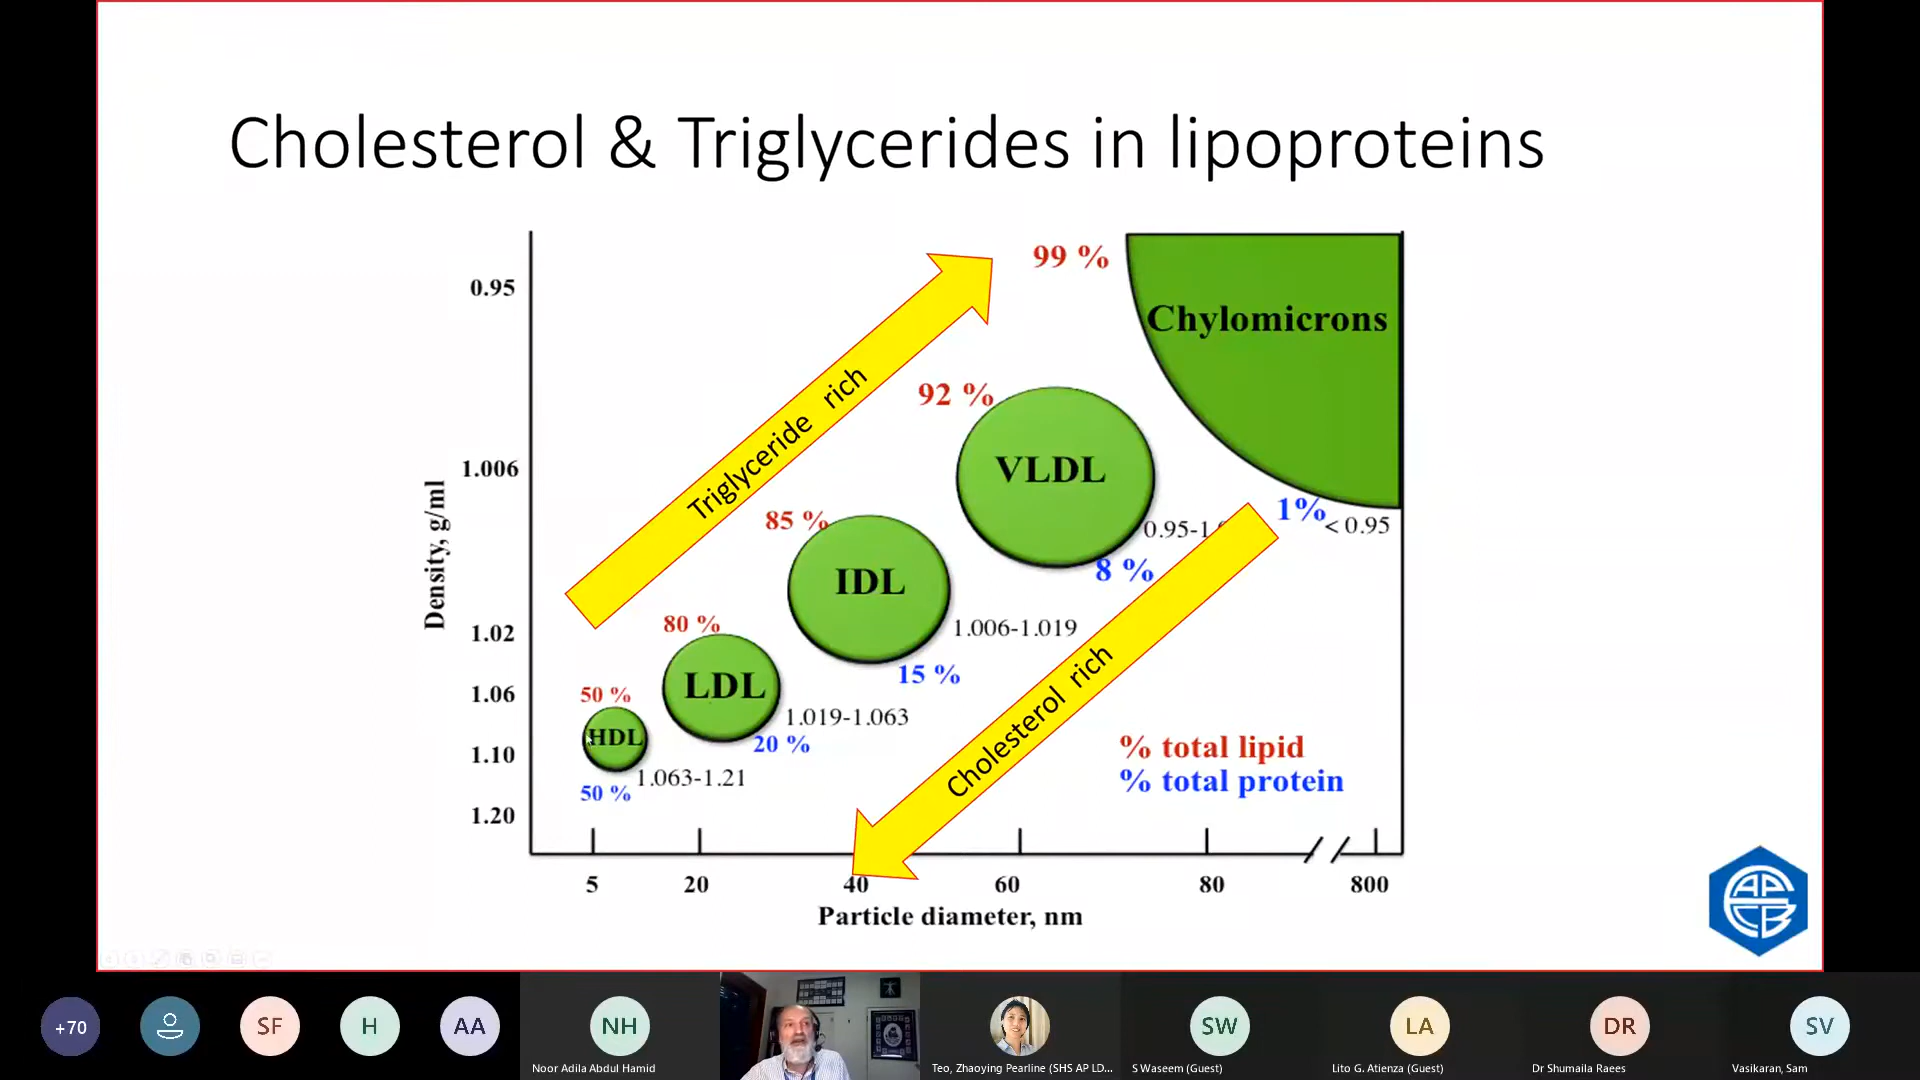 Cholesterol & Triglycerides in lipoproteins
99 %
0.95
Chylomicrons
Triglyceride rich
92 %
1.006
VLDL
1%
< 0.95
85 %
0.95-1
8 %
IDL
Density, g/ml
80 %
1.02
1.006-1.019
15 %
Cholesterol rich
50 %
1.06
LDL
1.019-1.063
20 %
HDL
1.10
1.063-1.21
50 %
1.20
% total lipid
% total protein
5 20 40 60 80 800
Particle diameter, nm
APFCB
+70
SF
H
AA
NH
SW
LA
DR
SV
Noor Adila Abdul Hamid
Teo, Zhaoying Pearline (SHS AP LD...
S Waseem (Guest)
Lito G. Atienza (Guest)
Dr Shumaila Raees
Vasikaran, Sam